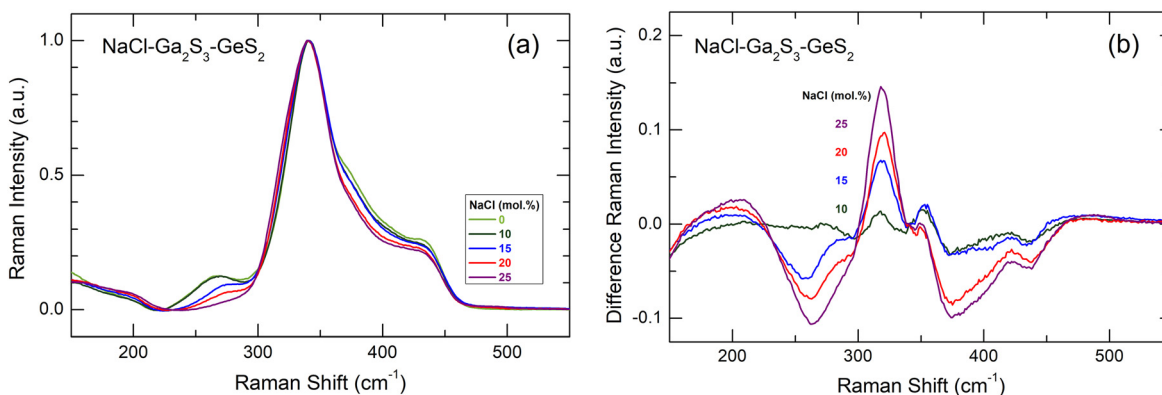 (a)
NaCl-Ga₂S₃-GeS₂
Raman Intensity (a.u.)
1.0
0.5
0.0
NaCl (mol.%)
0
10
15
20
25
200 300 400 500
Raman Shift (cm⁻¹)
(b)
NaCl-Ga₂S₃-GeS₂
Difference Raman Intensity (a.u.)
0.2
0.1
0.0
-0.1
NaCl (mol.%)
25
20
15
10
200 300 400 500
Raman Shift (cm⁻¹)